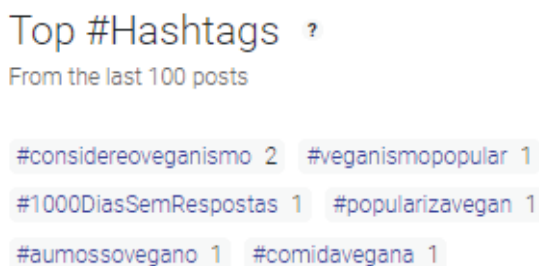 Top #Hashtags ?
From the last 100 posts
#considereoveganismo 2 #veganismopopular 1
#1000DiasSemRespostas 1 #popularizavegan 1
#aumossovegano 1 #comidavegana 1